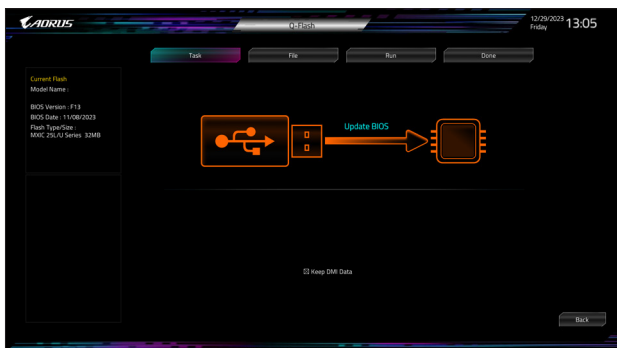 AORUS
Q-Flash
12/29/2023
Friday
13:05
Task
File
Run
Done
Current Flash
Model Name :
BIOS Version : F13
BIOS Date : 11/08/2023
Flash Type/Size :
MXIC 25L/U Series 32MB
Update BIOS
Keep DMI Data
Back